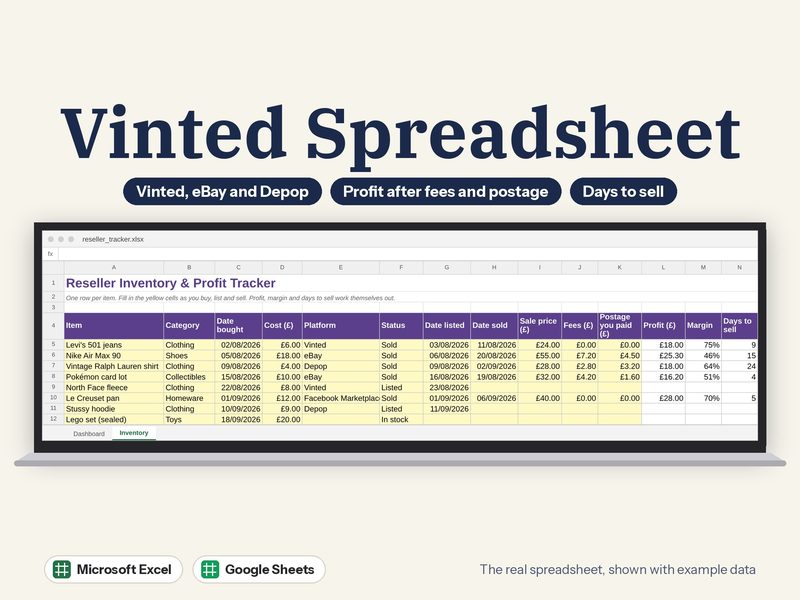 Vinted Spreadsheet
Vinted, eBay and Depop Profit after fees and postage Days to sell
reseller_tracker.xlsx
fx
A B C D E F G H I J K L M N
1 Reseller Inventory & Profit Tracker
2 One row per item. Fill in the yellow cells as you buy, list and sell. Profit, margin and days to sell work themselves out.
3
4 Item Category Date bought Cost (£) Platform Status Date listed Date sold Sale price (£) Fees (£) Postage you paid (£) Profit (£) Margin Days to sell
5 Levi's 501 jeans Clothing 02/08/2026 £6.00 Vinted Sold 03/08/2026 11/08/2026 £24.00 £0.00 £0.00 £18.00 75% 9
6 Nike Air Max 90 Shoes 05/08/2026 £18.00 eBay Sold 06/08/2026 20/08/2026 £55.00 £7.20 £4.50 £25.30 46% 15
7 Vintage Ralph Lauren shirt Clothing 09/08/2026 £4.00 Depop Sold 09/08/2026 02/09/2026 £28.00 £2.80 £3.20 £18.00 64% 24
8 Pokémon card lot Collectibles 15/08/2026 £10.00 eBay Sold 16/08/2026 19/08/2026 £32.00 £4.20 £1.60 £16.20 51% 4
9 North Face fleece Clothing 22/08/2026 £8.00 Vinted Listed 23/08/2026
10 Le Creuset pan Homeware 01/09/2026 £12.00 Facebook Marketplac Sold 01/09/2026 06/09/2026 £40.00 £0.00 £0.00 £28.00 70% 5
11 Stussy hoodie Clothing 10/09/2026 £9.00 Depop Listed 11/09/2026
12 Lego set (sealed) Toys 18/09/2026 £20.00 In stock
Dashboard Inventory
Microsoft Excel Google Sheets The real spreadsheet, shown with example data